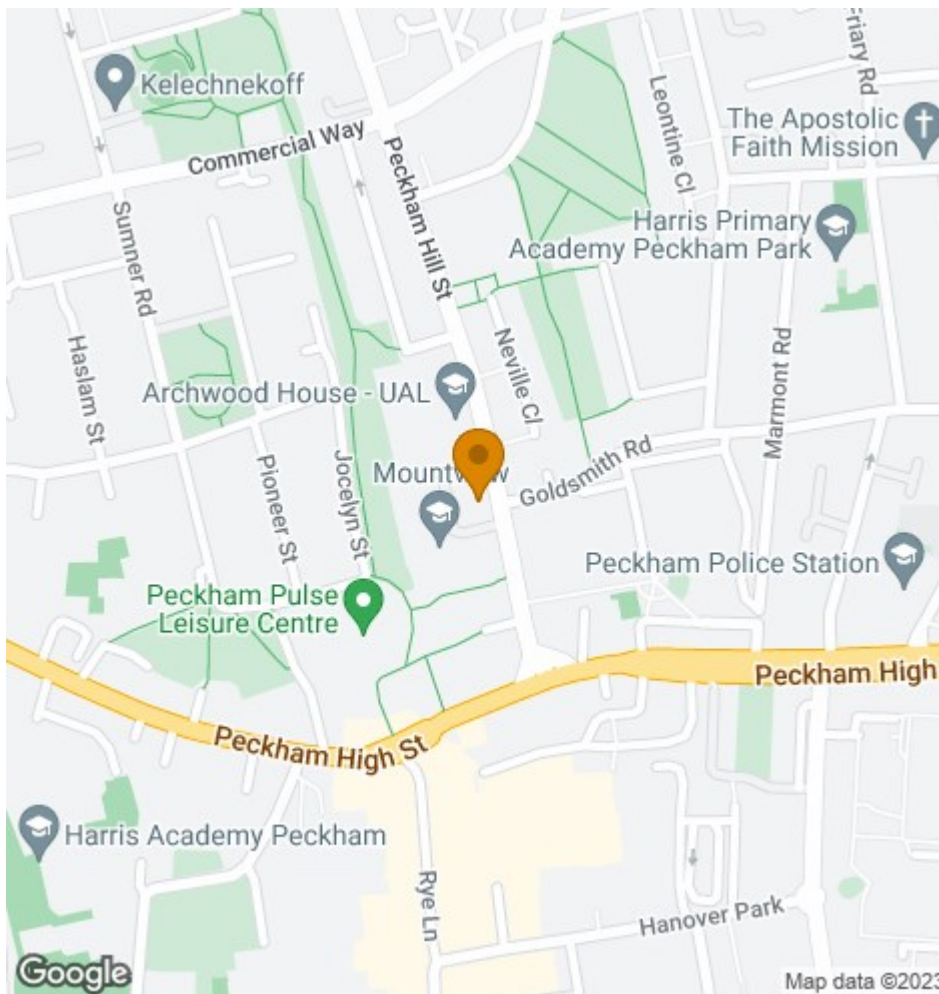 Kelechnekoff
Commercial Way
Peckham Hill St
Leontine Cl
Friary Rd
The Apostolic
Faith Mission
Sumner Rd
Harris Primary
Academy Peckham Park
Haslam St
Neville Cl
Marmont Rd
Archwood House - UAL
Pioneer St
Jocelyn St
Goldsmith Rd
Peckham Police Station
Peckham Pulse
Leisure Centre
Peckham High
Peckham High St
Harris Academy Peckham
Rye Ln
Hanover Park
Google
Map data ©2023